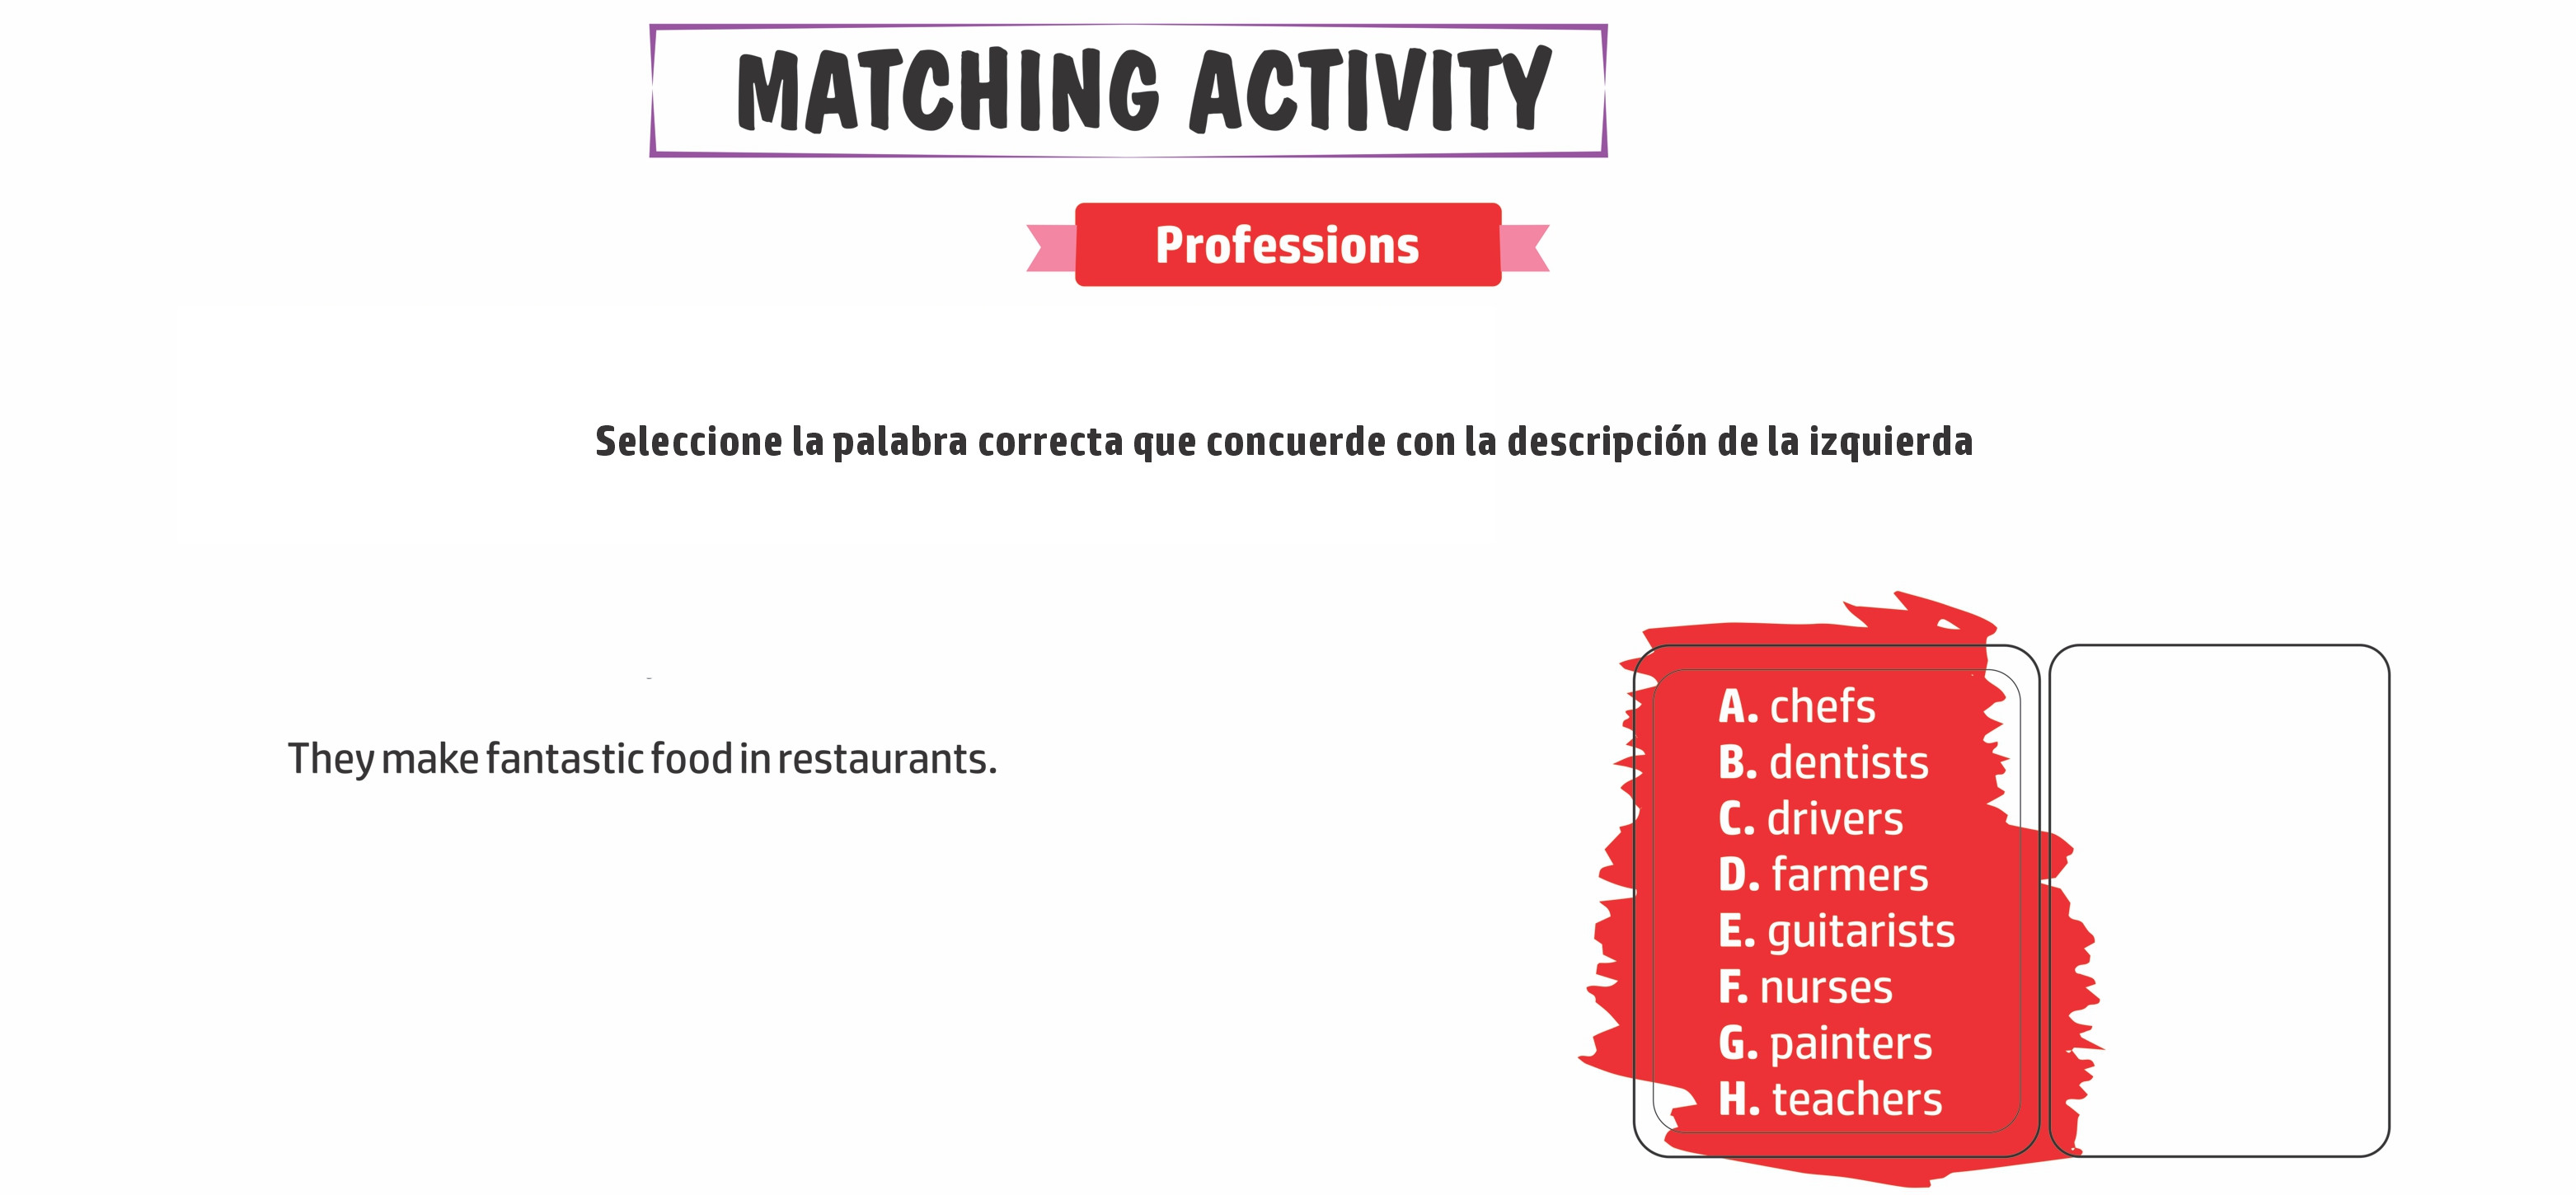 MATCHING ACTIVITY
Professions
Seleccione la palabra correcta que concuerde con la descripción de la izquierda
They make fantastic food in restaurants.
A. chefs
B. dentists
C. drivers
D. farmers
E. guitarists
F. nurses
G. painters
H. teachers